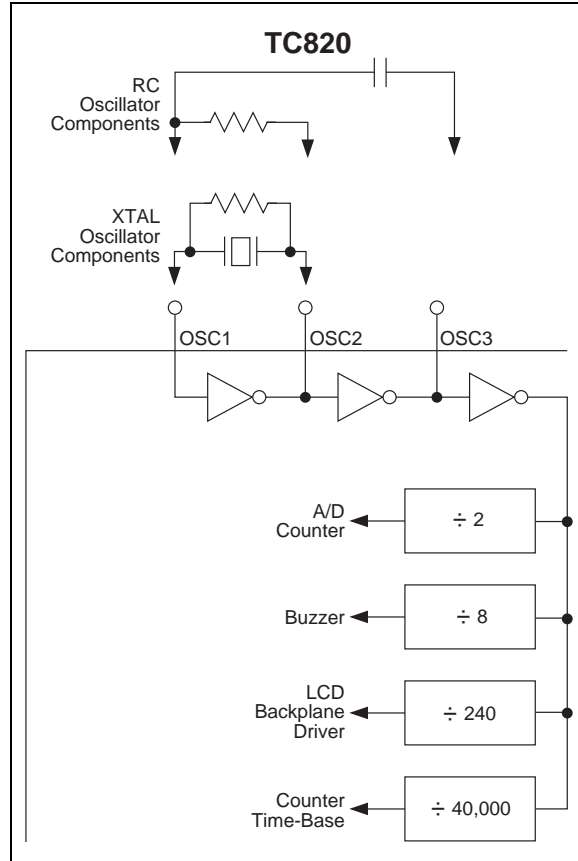 TC820
RC
Oscillator
Components
XTAL
Oscillator
Components
OSC1 OSC2 OSC3
A/D
Counter
÷ 2
Buzzer
÷ 8
LCD
Backplane
Driver
÷ 240
Counter
Time-Base
÷ 40,000